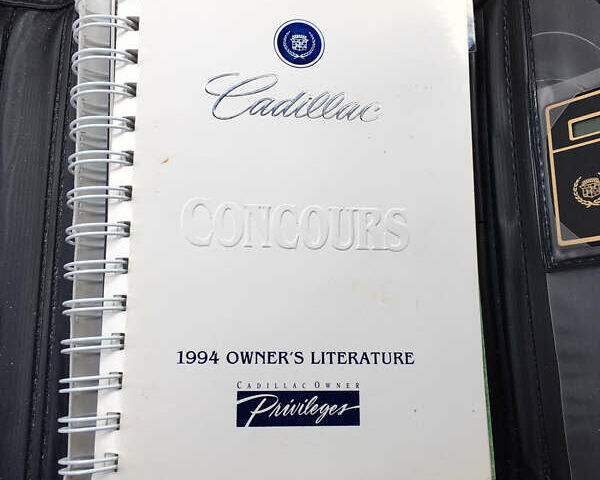 Cadillac
CONCOURS
1994 OWNER'S LITERATURE
CADILLAC OWNER
Privileges